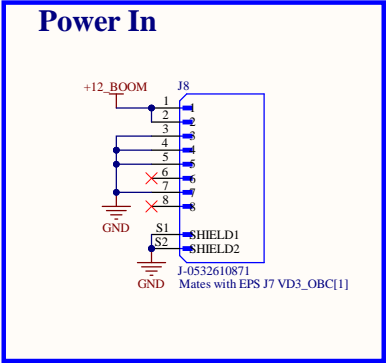 Power In
+12_BOOM
J8
1 1
2 2
3 3
4 4
5 5
6 6
7 7
8 8
GND
S1 SHIELD1
S2 SHIELD2
GND
J-0532610871
Mates with EPS J7 VD3_OBC[1]